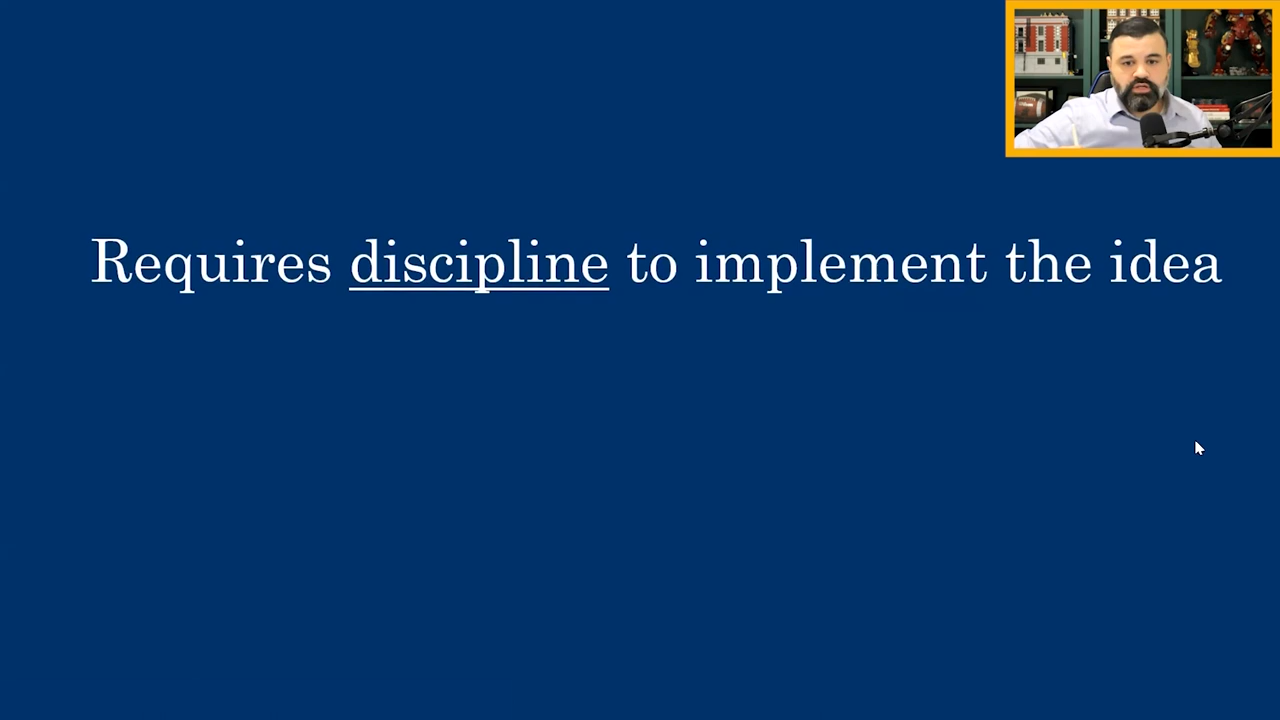 Requires discipline to implement the idea